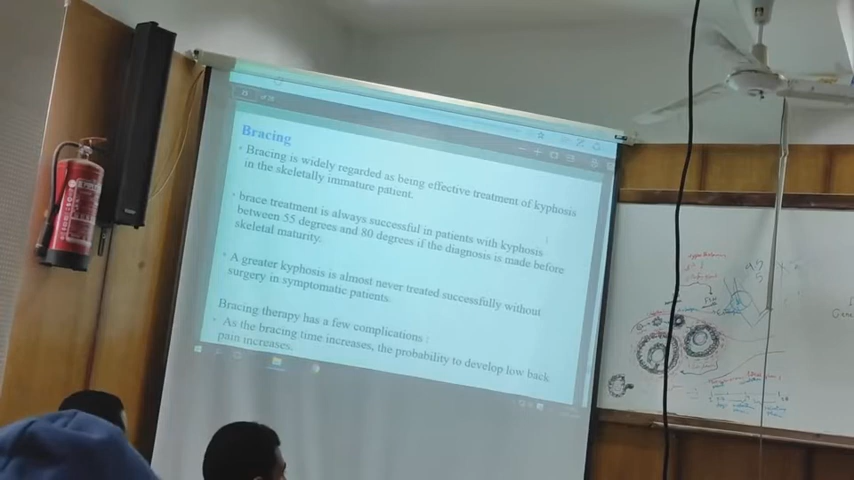 Bracing
• Bracing is widely regarded as being effective treatment of kyphosis
in the skeletally immature patient.
• brace treatment is always successful in patients with kyphosis
between 55 degrees and 80 degrees if the diagnosis is made before
skeletal maturity.
• A greater kyphosis is almost never treated successfully without
surgery in symptomatic patients.
Bracing therapy has a few complications
• As the bracing time increases, the probability to develop low back
pain increases.